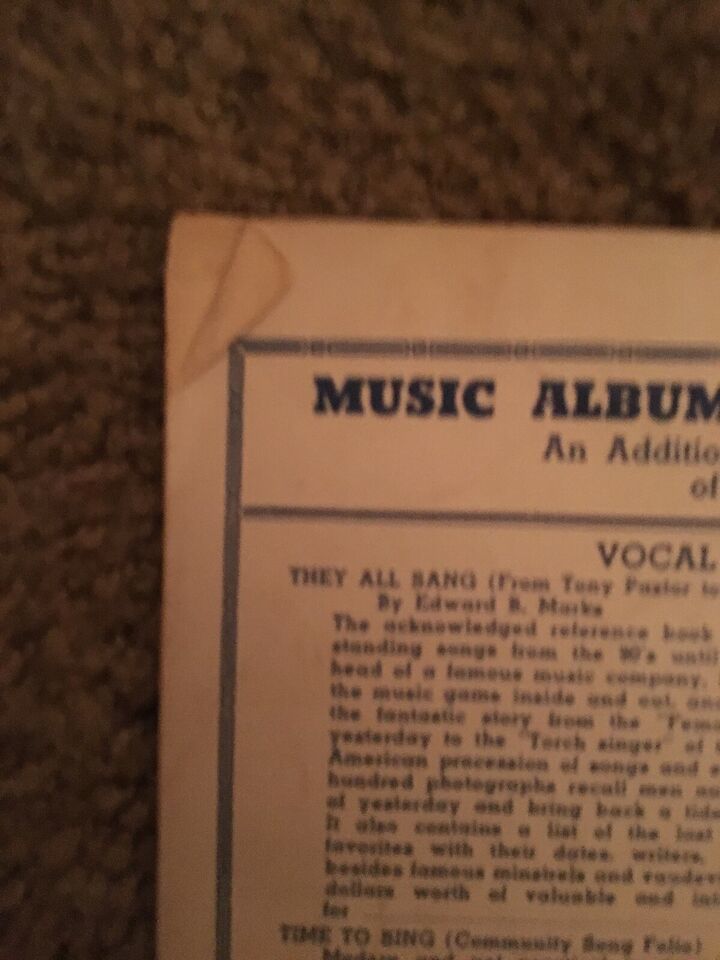 MUSIC ALBUM
An Additio
of
VOCAL
THEY ALL SANG (From Tony Pastor to
By Edward B. Marks
The acknowledged reference book
standing songs from the 90's until
head of a famous music company,
the music game inside and out, and
the fantastic story from the "Fema
yesterday to the "Torch singer" of
American procession of songs and
hundred photographs recall men
of yesterday and bring back a tide
It also contains a list of the
favorites with their dates, writers,
besides famous minstrels and vaudev
dollars worth of valuable and int
for
TIME TO SING (Community Song Folio)
Modern and not